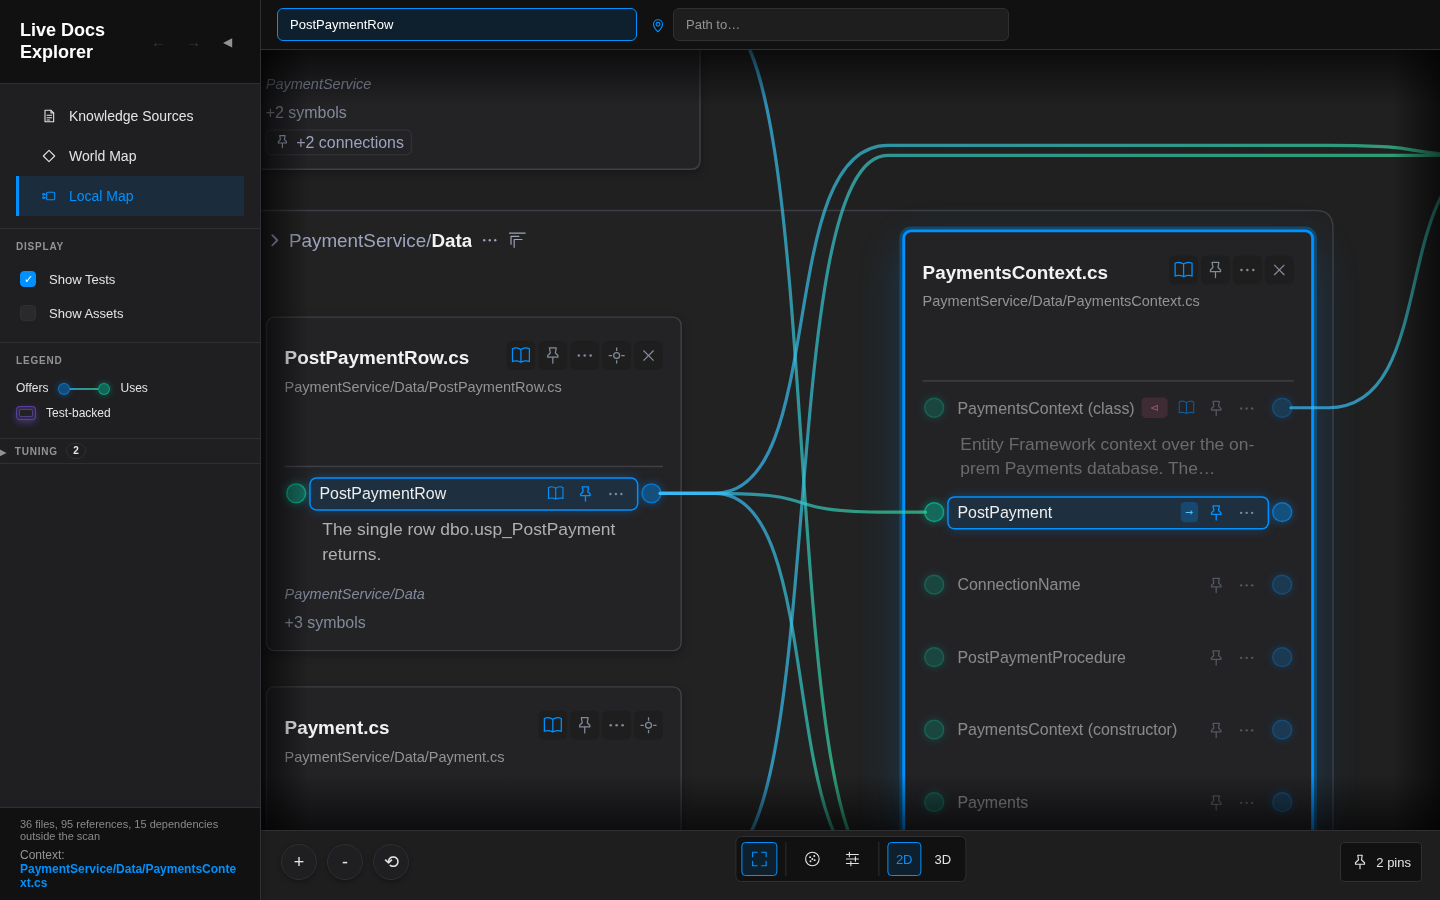 Live Docs
Explorer
Knowledge Sources
World Map
Local Map
DISPLAY
Show Tests
Show Assets
LEGEND
Offers
Uses
Test-backed
TUNING 2
36 files, 95 references, 15 dependencies
outside the scan
Context:
PaymentService/Data/PaymentsConte
xt.cs
PostPaymentRow
Path to…
PaymentService
+2 symbols
+2 connections
PaymentService/Data
PostPaymentRow.cs
PaymentService/Data/PostPaymentRow.cs
PostPaymentRow
The single row dbo.usp_PostPayment
returns.
PaymentService/Data
+3 symbols
Payment.cs
PaymentService/Data/Payment.cs
PaymentsContext.cs
PaymentService/Data/PaymentsContext.cs
PaymentsContext (class)
Entity Framework context over the on-
prem Payments database. The…
PostPayment
ConnectionName
PostPaymentProcedure
PaymentsContext (constructor)
Payments
+
-
2D
3D
2 pins